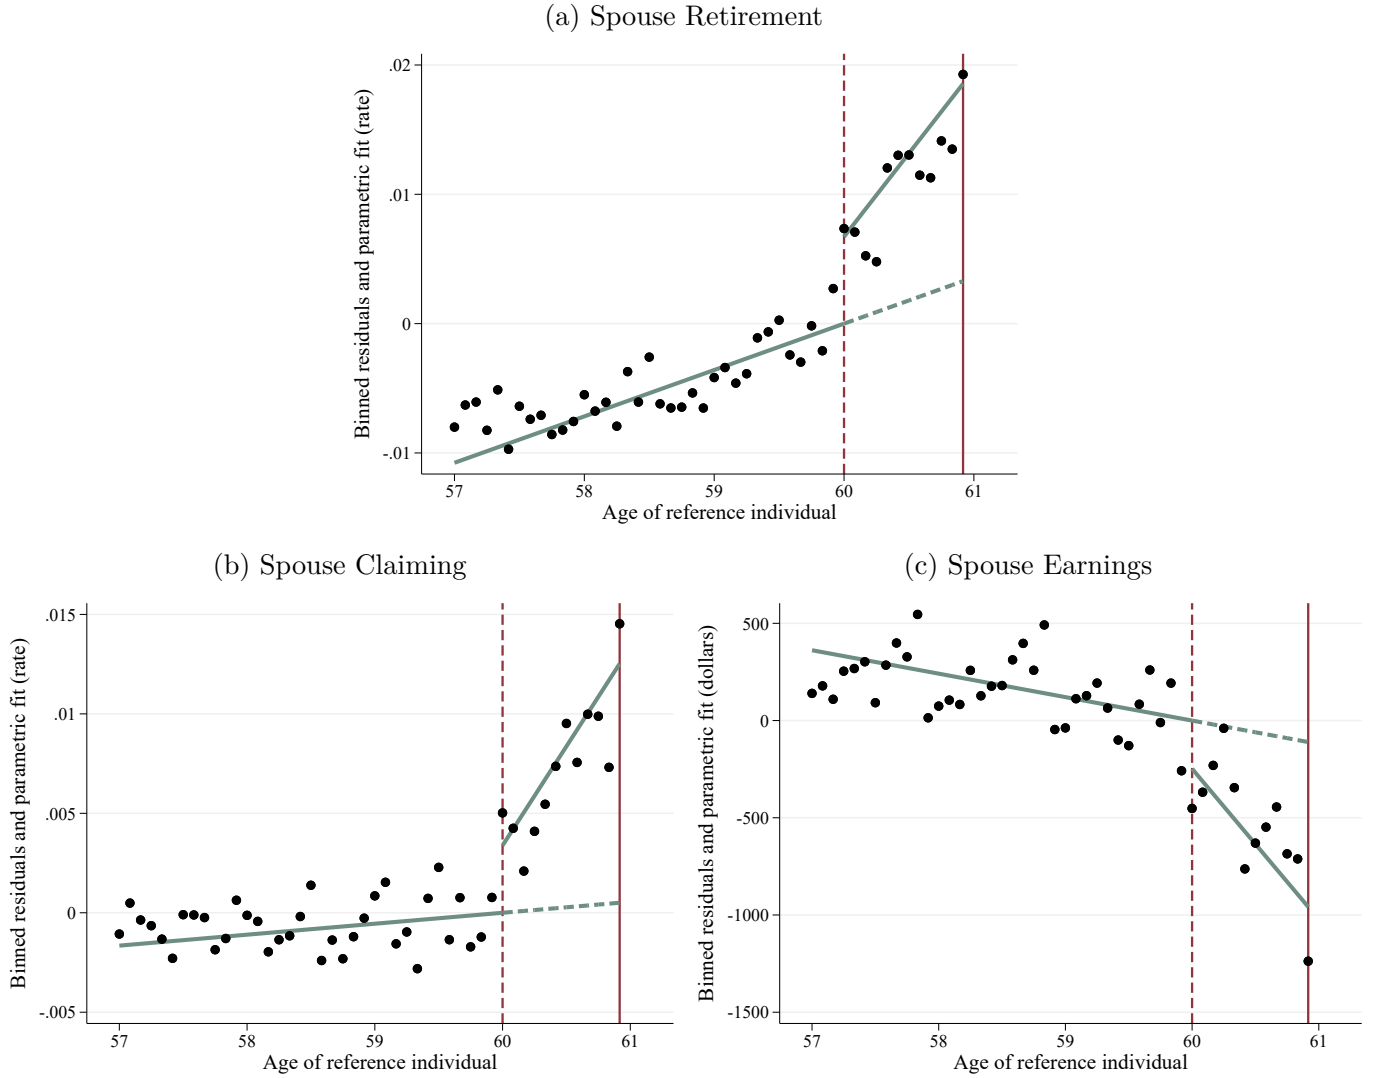 (a) Spouse Retirement
Binned residuals and parametric fit (rate)
.02
.01
0
-.01
57 58 59 60 61
Age of reference individual
(b) Spouse Claiming
Binned residuals and parametric fit (rate)
.015
.01
.005
0
-.005
57 58 59 60 61
Age of reference individual
(c) Spouse Earnings
Binned residuals and parametric fit (dollars)
500
0
-500
-1000
-1500
57 58 59 60 61
Age of reference individual